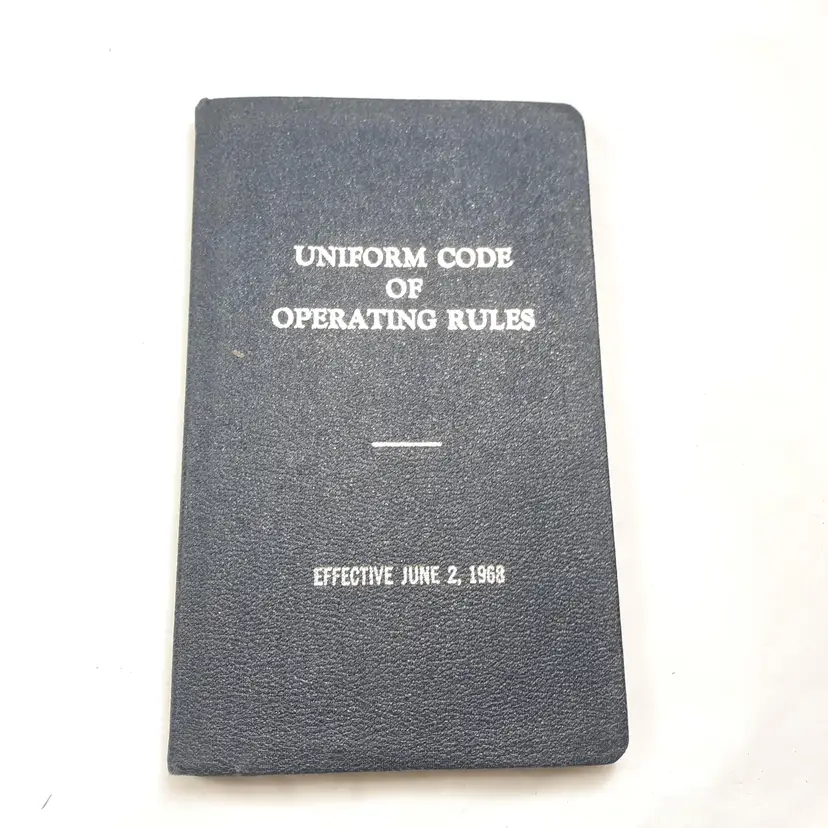 UNIFORM CODE
OF
OPERATING RULES
EFFECTIVE JUNE 2, 1968